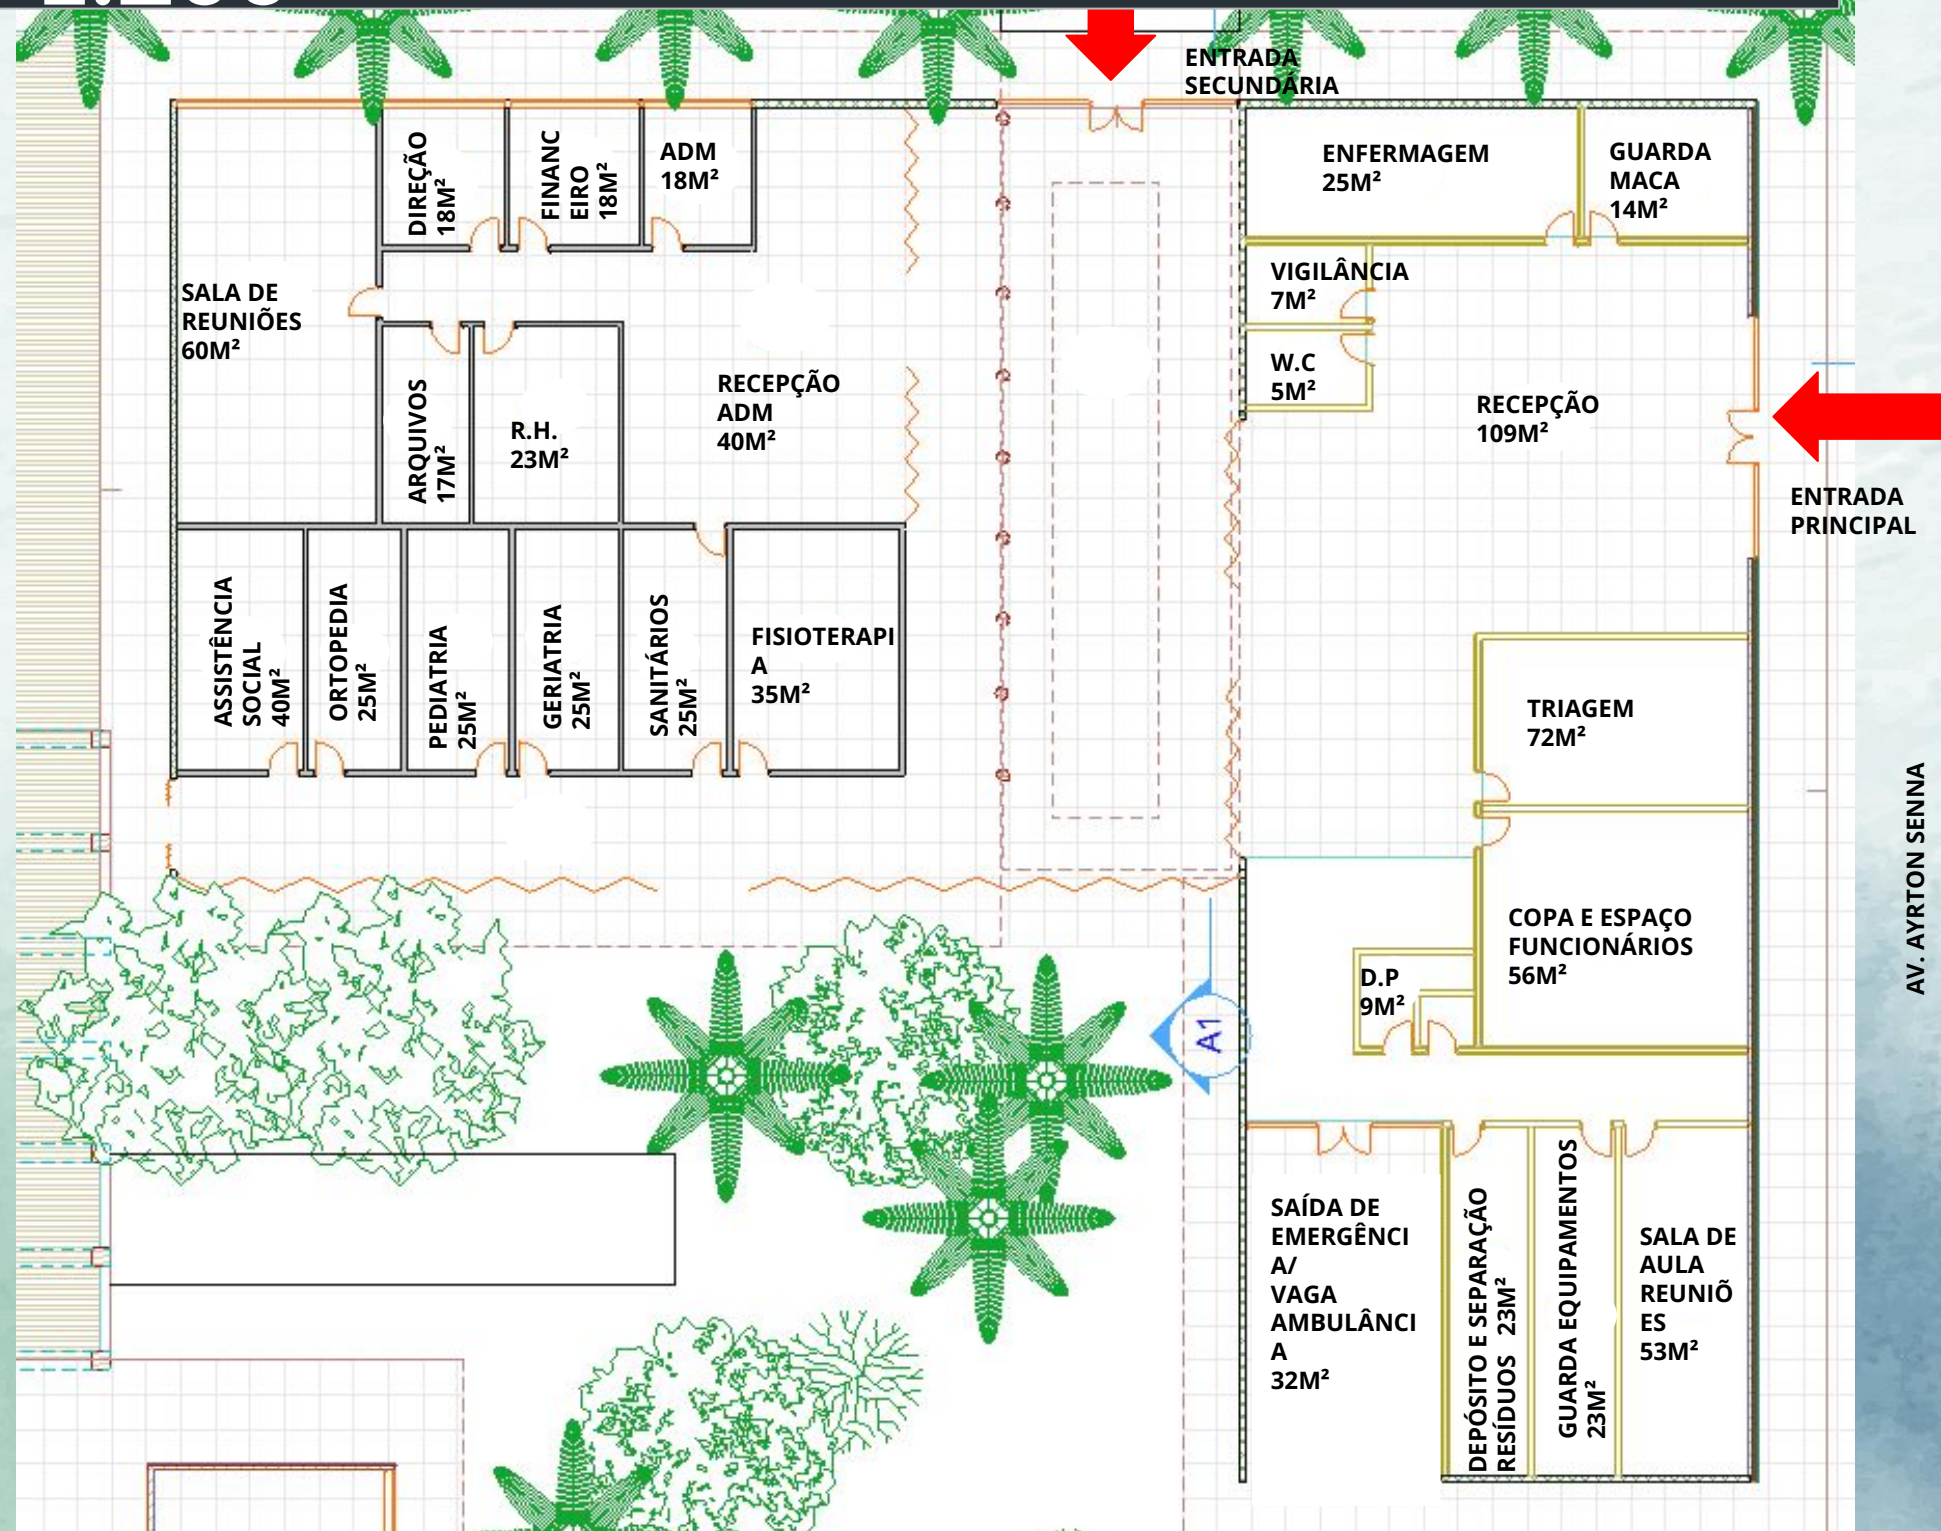 ENTRADA
SECUNDÁRIA
DIREÇÃO
18M²
FINANC
EIRO
18M²
ADM
18M²
ENFERMAGEM
25M²
GUARDA
MACA
14M²
SALA DE
REUNIÕES
60M²
VIGILÂNCIA
7M²
W.C
5M²
ARQUIVOS
17M²
R.H.
23M²
RECEPÇÃO
ADM
40M²
RECEPÇÃO
109M²
ENTRADA
PRINCIPAL
ASSISTÊNCIA
SOCIAL
40M²
ORTOPEDIA
25M²
PEDIATRIA
25M²
GERIATRIA
25M²
SANITÁRIOS
25M²
FISIOTERAPI
A
35M²
TRIAGEM
72M²
AV. AYRTON SENNA
COPA E ESPAÇO
FUNCIONÁRIOS
56M²
D.P
9M²
A1
SAÍDA DE
EMERGÊNCI
A/
VAGA
AMBULÂNCI
A
32M²
DEPÓSITO E SEPARAÇÃO
RESÍDUOS 23M²
GUARDA EQUIPAMENTOS
23M²
SALA DE
AULA
REUNIÕ
ES
53M²